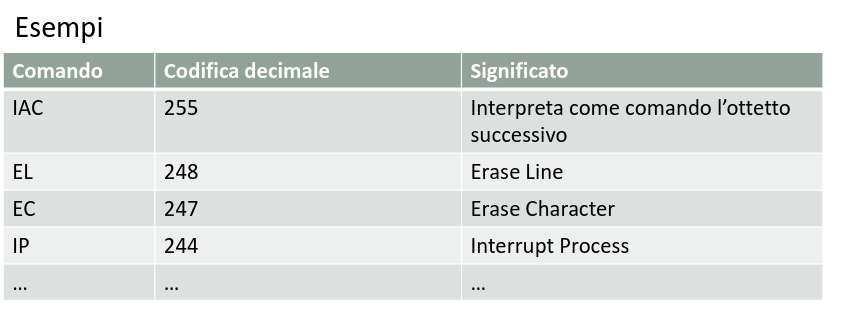 Esempi
Comando Codifica decimale Significato
IAC 255 Interpreta come comando l’ottetto
successivo
EL 248 Erase Line
EC 247 Erase Character
IP 244 Interrupt Process
... ... ...